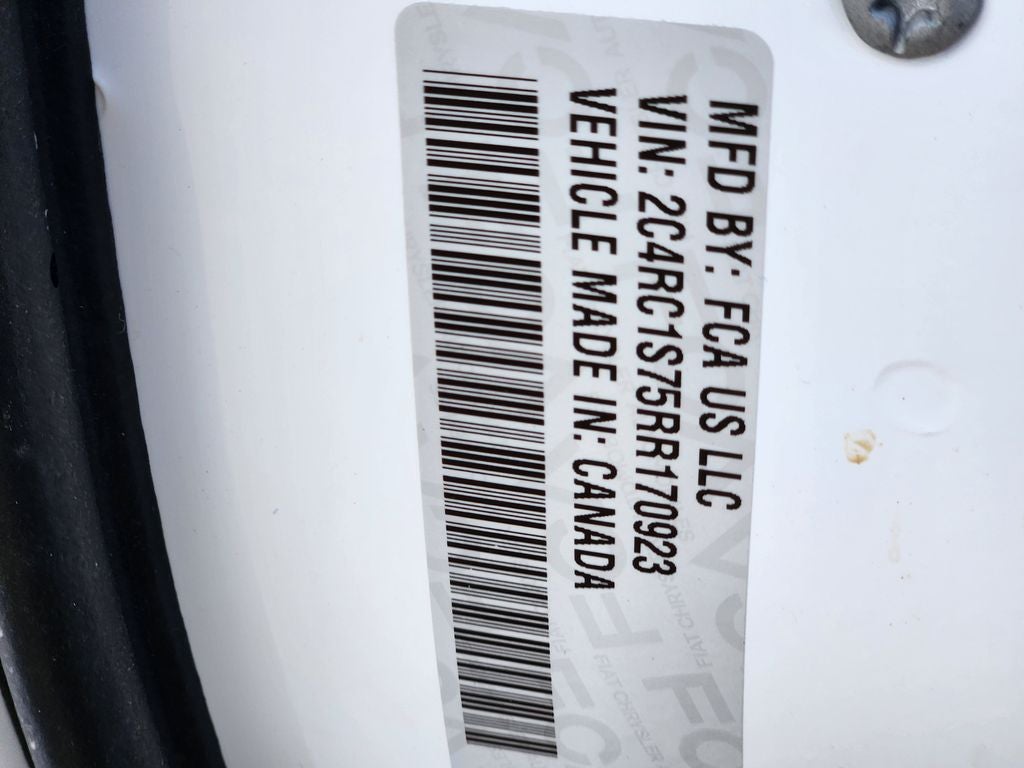 MFD BY: FCA US LLC
VIN: 2C4RC1S75RR170923
VEHICLE MADE IN: CANADA